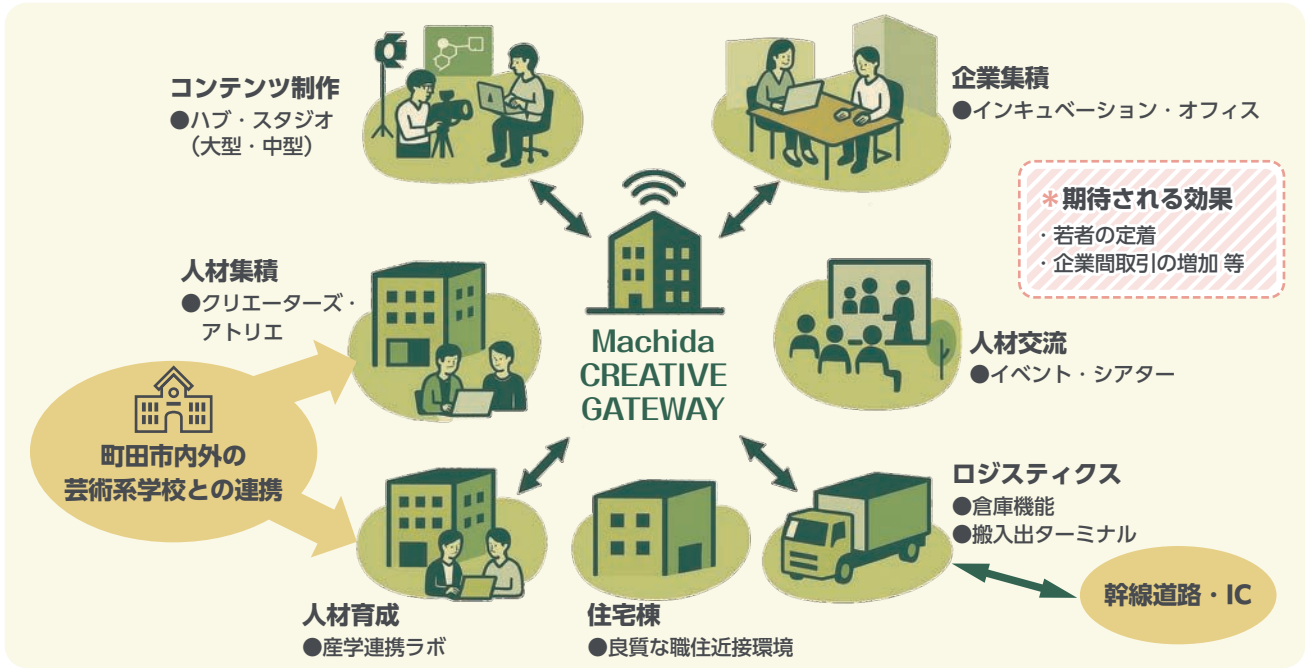 コンテンツ制作
●ハブ・スタジオ
（大型・中型）
企業集積
●インキュベーション・オフィス
＊期待される効果
・若者の定着
・企業間取引の増加 等
人材集積
●クリエーターズ・
アトリエ
Machida
CREATIVE
GATEWAY
人材交流
●イベント・シアター
町田市内外の
芸術系学校との連携
ロジスティクス
●倉庫機能
●搬入出ターミナル
幹線道路・IC
人材育成
●産学連携ラボ
住宅棟
●良質な職住近接環境